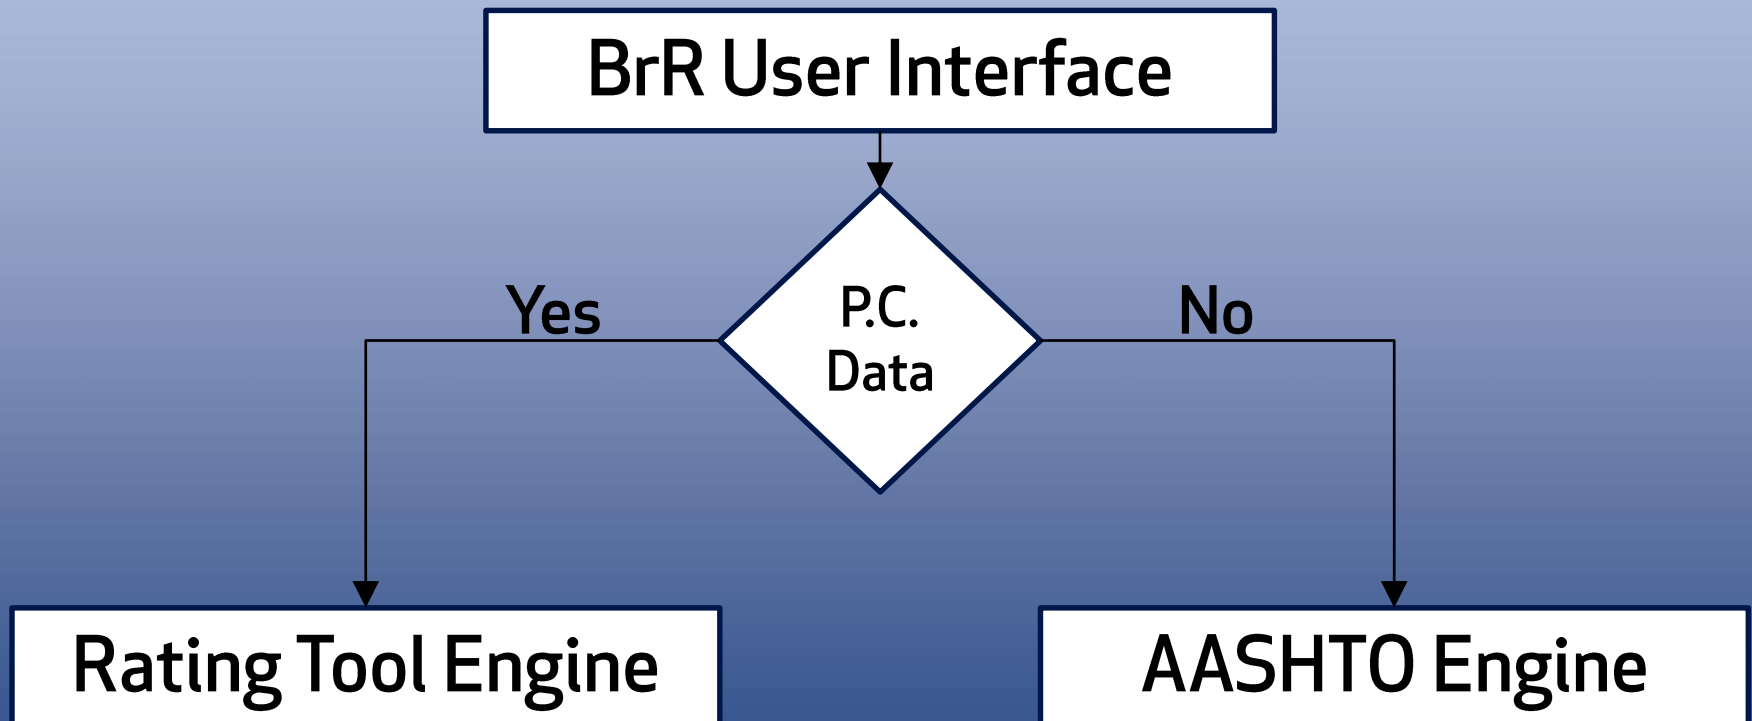 BrR User Interface
Yes
P.C.
Data
No
Rating Tool Engine
AASHTO Engine